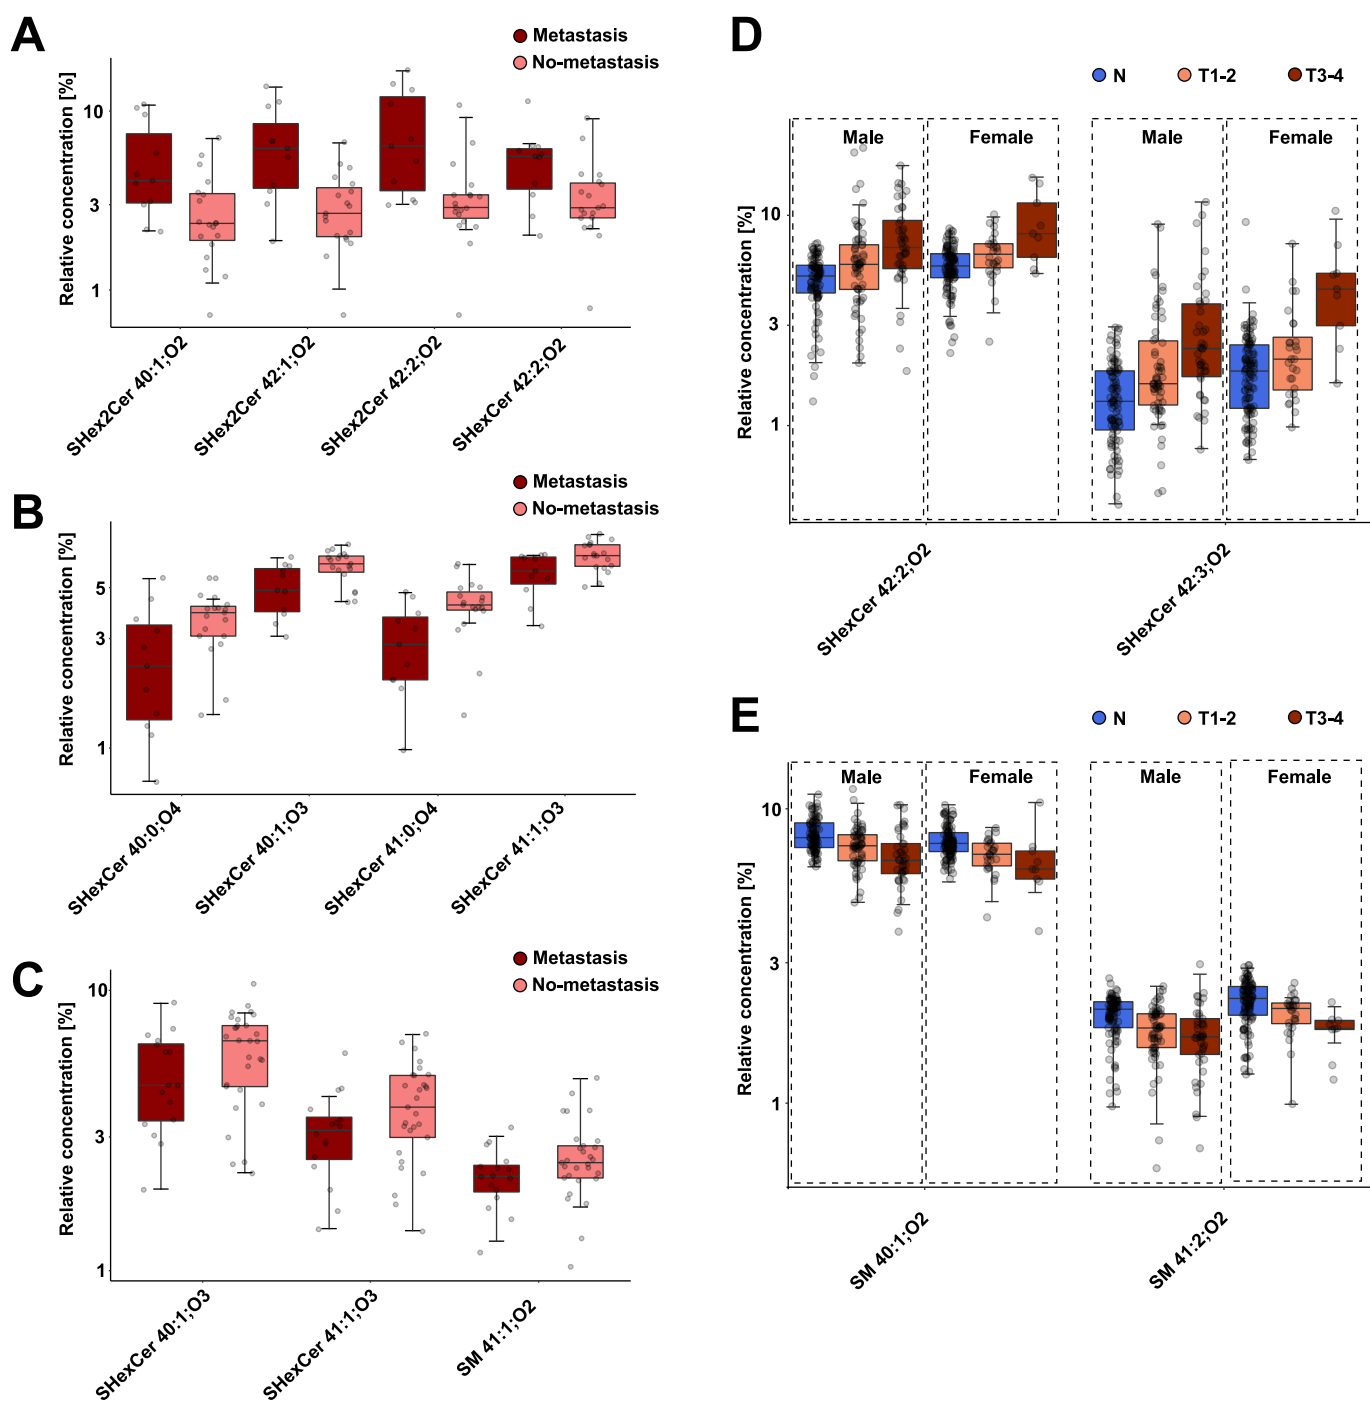 A
Metastasis
No-metastasis
Relative concentration [%]
10
3
1
SHex2Cer 40:1;O2
SHex2Cer 42:1;O2
SHex2Cer 42:2;O2
SHexCer 42:2;O2
B
Metastasis
No-metastasis
Relative concentration [%]
5
3
1
SHexCer 40:0;O4
SHexCer 40:1;O3
SHexCer 41:0;O4
SHexCer 41:1;O3
C
Metastasis
No-metastasis
Relative concentration [%]
10
3
1
SHexCer 40:1;O3
SHexCer 41:1;O3
SM 41:1;O2
D
N T1-2 T3-4
Male Female Male Female
Relative concentration [%]
10
3
1
SHexCer 42:2;O2
SHexCer 42:3;O2
E
N T1-2 T3-4
Male Female Male Female
Relative concentration [%]
10
3
1
SM 40:1;O2
SM 41:2;O2